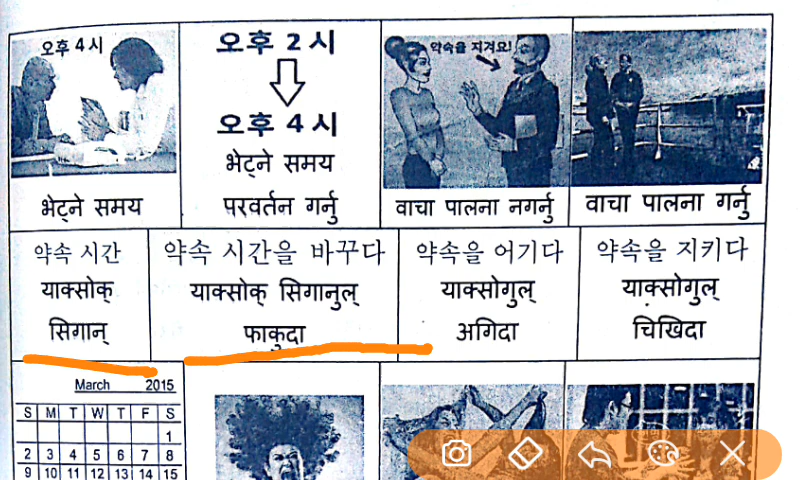 오후 4 시
오후 2 시
오후 4 시
भेट्ने समय
परवर्तन गर्नु
약속을 지겨요!
भेट्ने समय
वाचा पालना नगर्नु
वाचा पालना गर्नु
약속 시간
याक्सोक्
सिगान्
약속 시간을 바꾸다
याक्सोक् सिगानुल्
फाकुदा
약속을 어기다
याक्सोगुल्
अगिदा
약속을 지키다
याक्सोगुल्
चिखिदा
March 2015
S M T W T F S
1
2 3 4 5 6 7 8
9 10 11 12 13 14 15